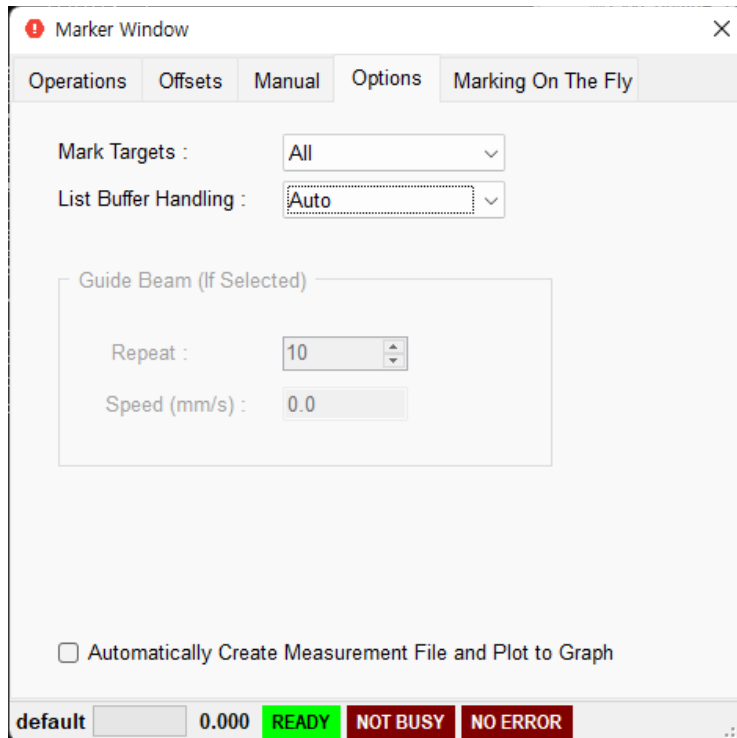 Marker Window
Operations Offsets Manual Options Marking On The Fly
Mark Targets : All
List Buffer Handling : Auto
Guide Beam (If Selected)
Repeat : 10
Speed (mm/s) : 0.0
Automatically Create Measurement File and Plot to Graph
default 0.000 READY NOT BUSY NO ERROR